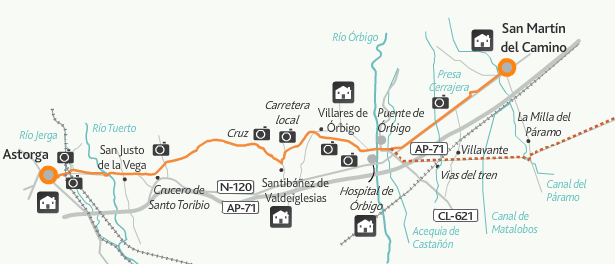 San Martín
del Camino
Río Órbigo
Presa
Cerrajera
Carretera
local
Villares de
Órbigo
Puente de
Órbigo
La Milla del
Páramo
Río Tuerto
Río Jerga
Cruz
Astorga
San Justo
de la Vega
AP-71
Villavante
Crucero de
Santo Toribio
N-120
Santibáñez de
Valdeiglesias
Vías del tren
Hospital de
Órbigo
Canal del
Páramo
AP-71
CL-621
Canal de
Matalobos
Acequia de
Castañón